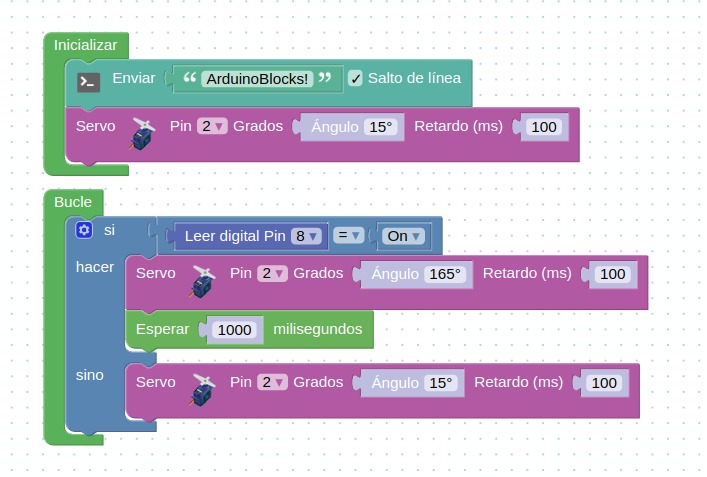 Inicializar
Enviar “ ArduinoBlocks! ” ✓ Salto de línea
Servo Pin 2 ▾ Grados Ángulo 15° Retardo (ms) 100
Bucle
si Leer digital Pin 8 ▾ = ▾ On ▾
hacer Servo Pin 2 ▾ Grados Ángulo 165° Retardo (ms) 100
Esperar 1000 milisegundos
sino Servo Pin 2 ▾ Grados Ángulo 15° Retardo (ms) 100